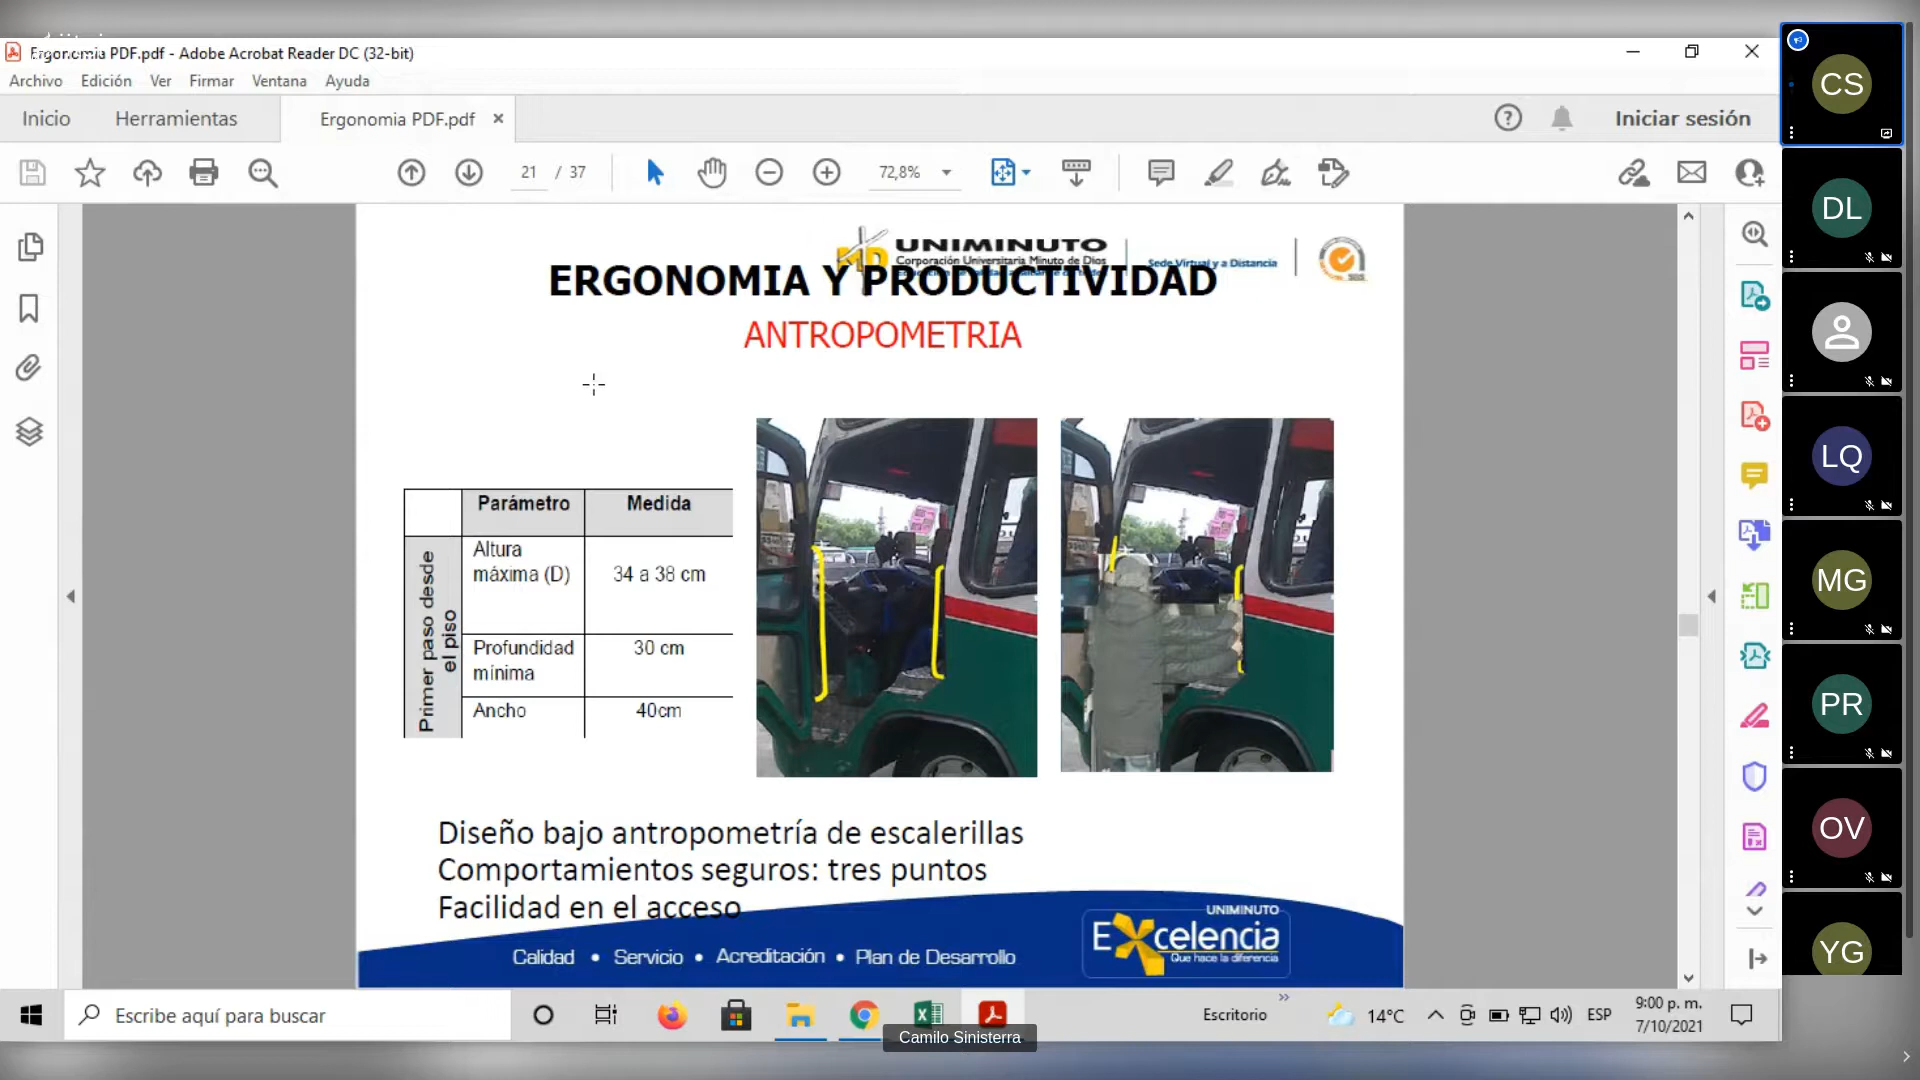 Ergonomia PDF.pdf - Adobe Acrobat Reader DC (32-bit)
Archivo Edición Ver Firmar Ventana Ayuda
Inicio Herramientas Ergonomia PDF.pdf Iniciar sesión
21 / 37 72,8%
UNIMINUTO
Corporación Universitaria Minuto de Dios
Sede Virtual y a Distancia
ERGONOMIA Y PRODUCTIVIDAD
ANTROPOMETRIA
Parámetro Medida
Primer paso desde el piso
Altura máxima (D) 34 a 38 cm
Profundidad mínima 30 cm
Ancho 40cm
Diseño bajo antropometría de escalerillas
Comportamientos seguros: tres puntos
Facilidad en el acceso
Calidad • Servicio • Acreditación • Plan de Desarrollo
UNIMINUTO
Excelencia
Que hace la diferencia
CS
DL
LQ
MG
PR
OV
YG
Escribe aquí para buscar
Escritorio
14°C
ESP
9:00 p. m.
7/10/2021
Camilo Sinisterra